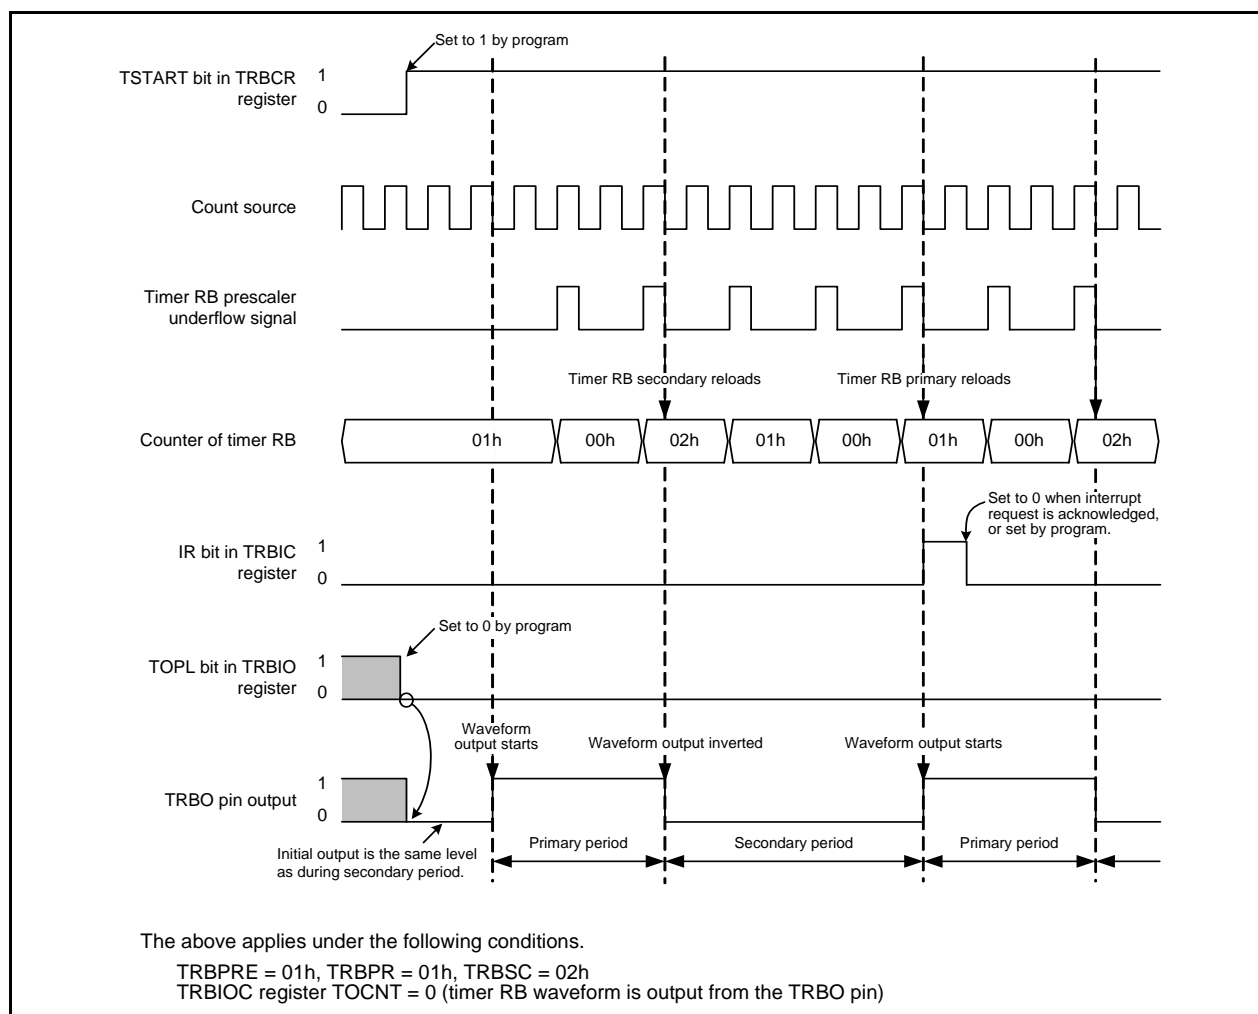 Set to 1 by program
TSTART bit in TRBCR
register
1
0
Count source
Timer RB prescaler
underflow signal
Timer RB secondary reloads
Timer RB primary reloads
Counter of timer RB
01h
00h
02h
01h
00h
01h
00h
02h
Set to 0 when interrupt
request is acknowledged,
or set by program.
IR bit in TRBIC
register
1
0
Set to 0 by program
TOPL bit in TRBIO
register
1
0
Waveform
output starts
Waveform output inverted
Waveform output starts
TRBO pin output
1
0
Primary period
Secondary period
Primary period
Initial output is the same level
as during secondary period.
The above applies under the following conditions.
TRBPRE = 01h, TRBPR = 01h, TRBSC = 02h
TRBIOC register TOCNT = 0 (timer RB waveform is output from the TRBO pin)